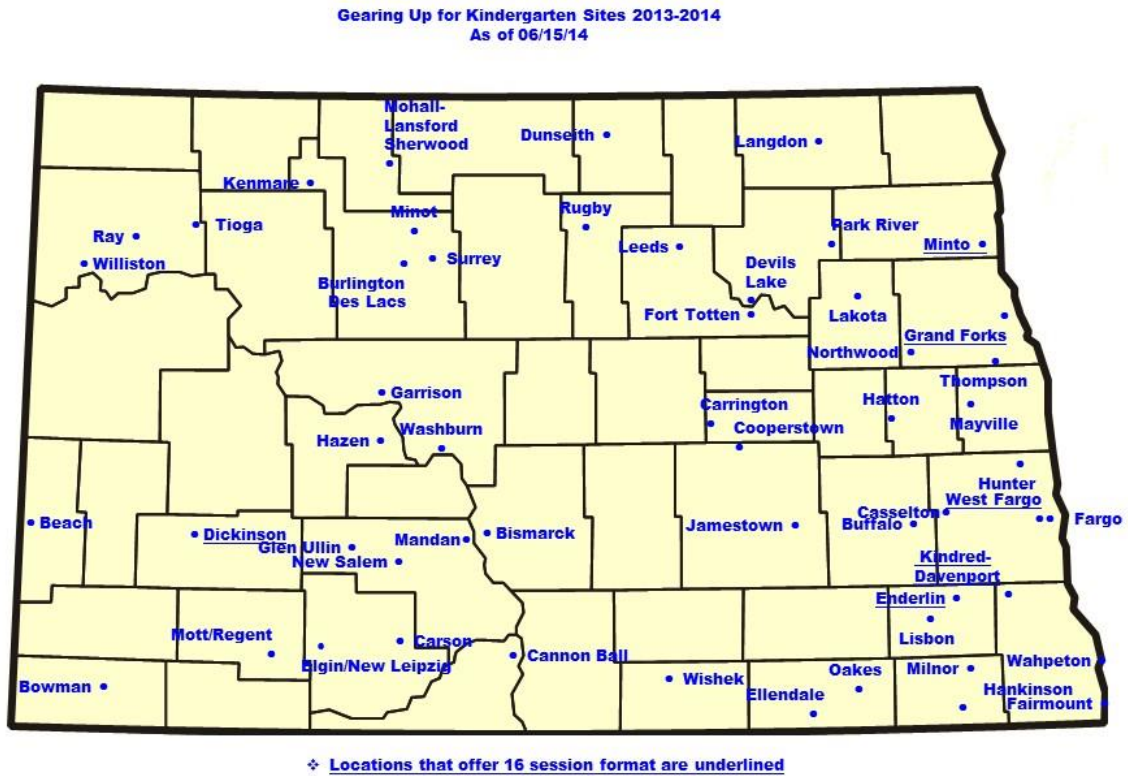 Gearing Up for Kindergarten Sites 2013-2014
As of 06/15/14
Mohall-
Lansford
Sherwood
Dunseith
Langdon
Kenmare
Tioga
Ray
Williston
Minot
Surrey
Burlington
Des Lacs
Rugby
Leeds
Devils
Lake
Fort Totten
Park River
Minto
Lakota
Grand Forks
Northwood
Thompson
Hatton
Mayville
Garrison
Hazen
Washburn
Carrington
Cooperstown
Hunter
West Fargo
Casselton
Buffalo
Fargo
Beach
Dickinson
Glen Ullin
New Salem
Mandan
Bismarck
Jamestown
Kindred-
Davenport
Enderlin
Lisbon
Mott/Regent
Elgin/New Leipzig
Carson
Cannon Ball
Bowman
Wishek
Ellendale
Oakes
Milnor
Wahpeton
Hankinson
Fairmount
❖ Locations that offer 16 session format are underlined